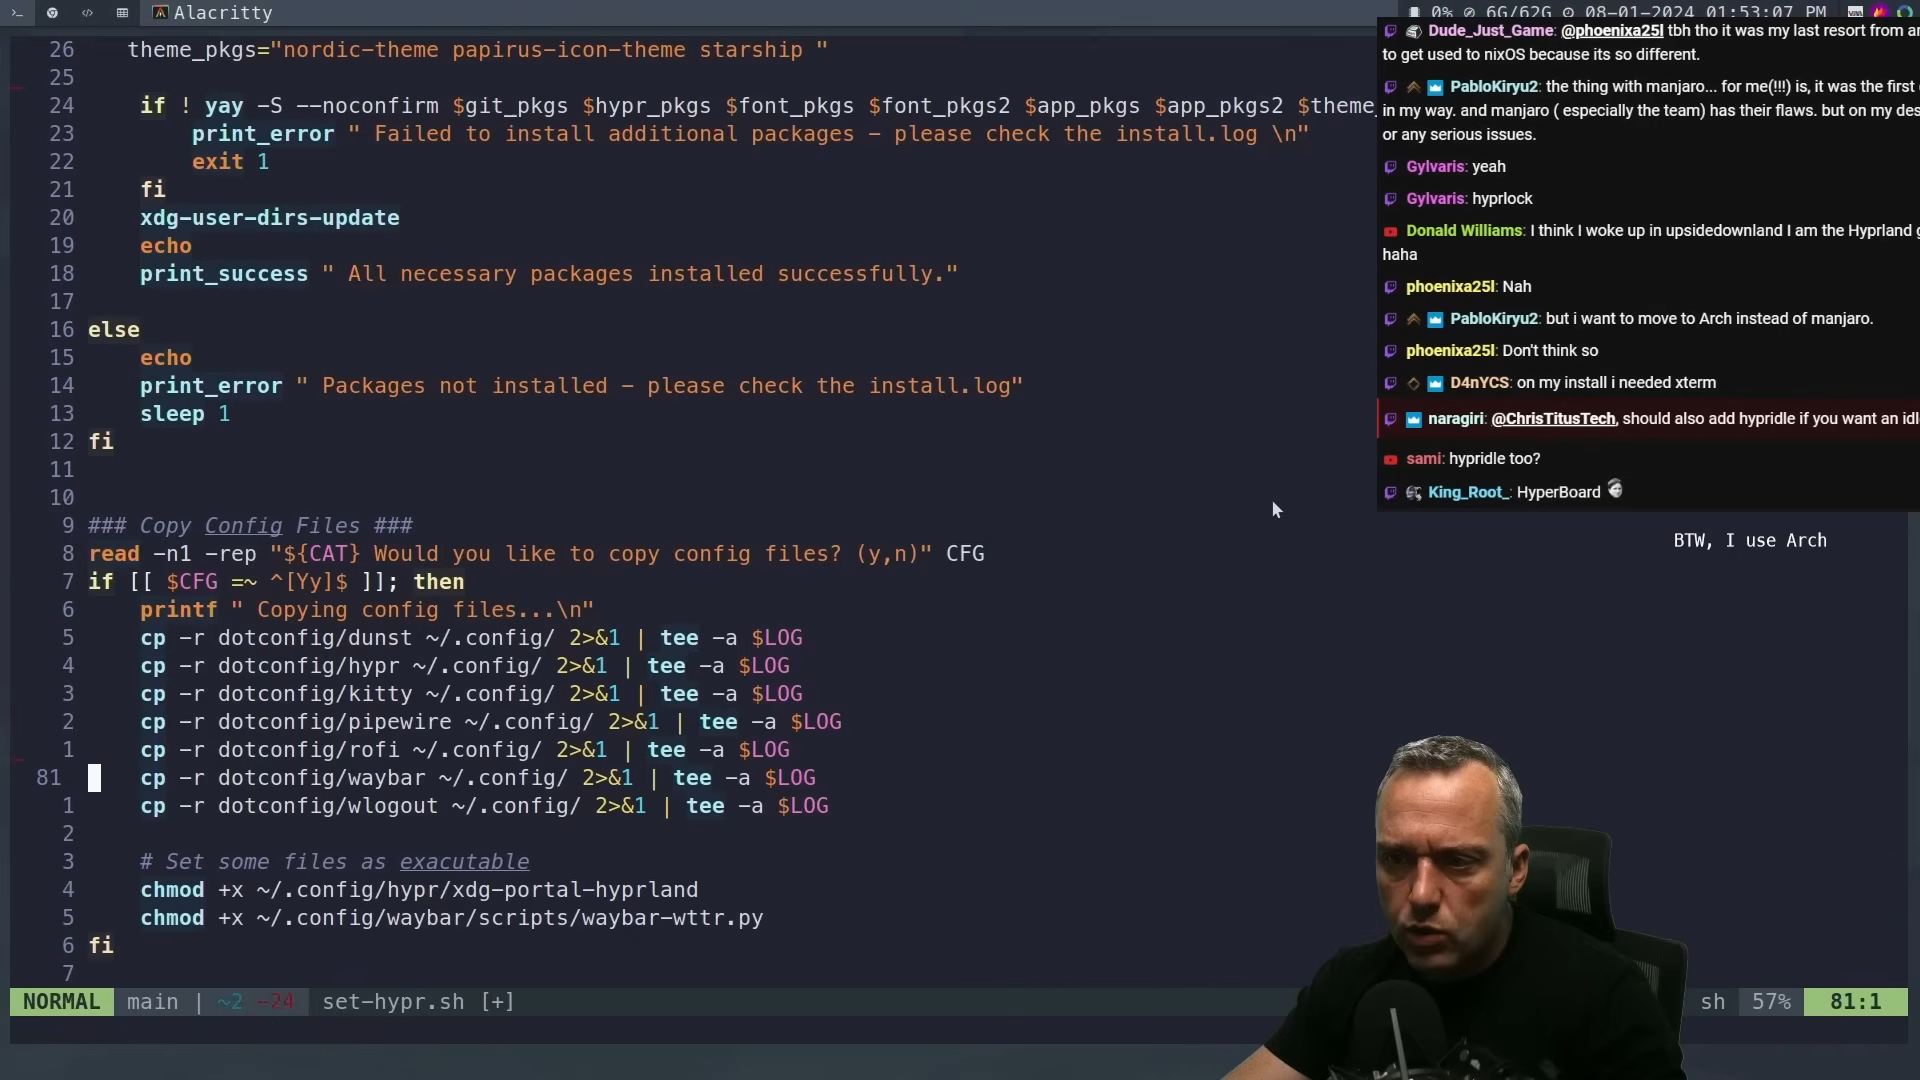 Alacritty
0% 6G/62G 08-01-2024 01:53:07 PM
26 theme_pkgs="nordic-theme papirus-icon-theme starship "
25
24 if ! yay -S --noconfirm $git_pkgs $hypr_pkgs $font_pkgs $font_pkgs2 $app_pkgs $app_pkgs2 $theme_
23 print_error " Failed to install additional packages - please check the install.log \n"
22 exit 1
21 fi
20 xdg-user-dirs-update
19 echo
18 print_success " All necessary packages installed successfully."
17
16 else
15 echo
14 print_error " Packages not installed - please check the install.log"
13 sleep 1
12 fi
11
10
9 ### Copy Config Files ###
8 read -n1 -rep "${CAT} Would you like to copy config files? (y,n)" CFG
7 if [[ $CFG =~ ^[Yy]$ ]]; then
6 printf " Copying config files...\n"
5 cp -r dotconfig/dunst ~/.config/ 2>&1 | tee -a $LOG
4 cp -r dotconfig/hypr ~/.config/ 2>&1 | tee -a $LOG
3 cp -r dotconfig/kitty ~/.config/ 2>&1 | tee -a $LOG
2 cp -r dotconfig/pipewire ~/.config/ 2>&1 | tee -a $LOG
1 cp -r dotconfig/rofi ~/.config/ 2>&1 | tee -a $LOG
81 cp -r dotconfig/waybar ~/.config/ 2>&1 | tee -a $LOG
1 cp -r dotconfig/wlogout ~/.config/ 2>&1 | tee -a $LOG
2
3 # Set some files as exacutable
4 chmod +x ~/.config/hypr/xdg-portal-hyprland
5 chmod +x ~/.config/waybar/scripts/waybar-wttr.py
6 fi
7
NORMAL main | ~2 -24 set-hypr.sh [+] sh 57% 81:1
Dude_Just_Game: @phoenixa25l tbh tho it was my last resort from
to get used to nixOS because its so different.
PabloKiryu2: the thing with manjaro... for me(!!!) is, it was the first
in my way. and manjaro ( especially the team) has their flaws. but on my
or any serious issues.
Gylvaris: yeah
Gylvaris: hyprlock
Donald Williams: I think I woke up in upsidedownland I am the Hyprland
haha
phoenixa25l: Nah
PabloKiryu2: but i want to move to Arch instead of manjaro.
phoenixa25l: Don't think so
D4nYCS: on my install i needed xterm
naragiri: @ChrisTitusTech, should also add hypridle if you want an
sami: hypridle too?
King_Root_: HyperBoard
BTW, I use Arch